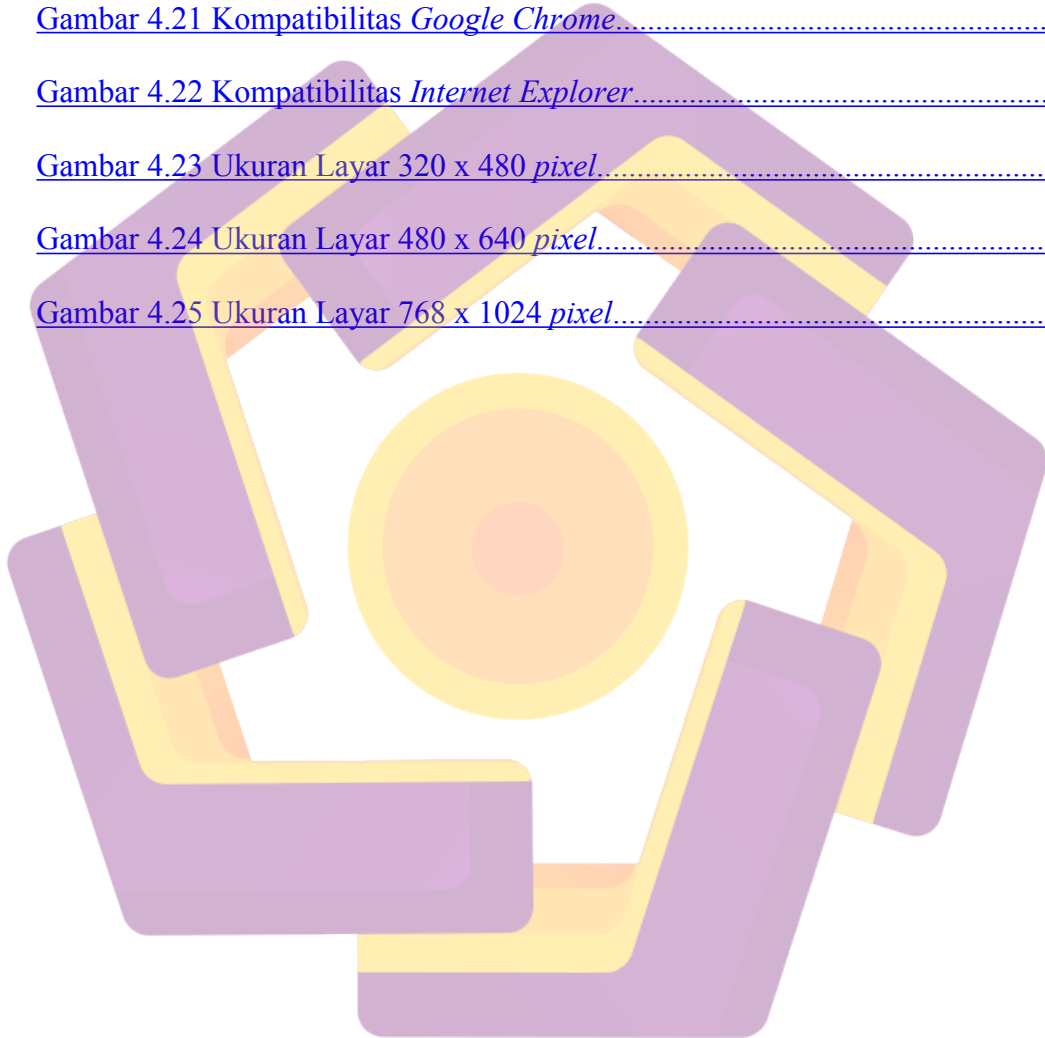 Gambar 4.21 Kompatibilitas Google Chrome........................................................
Gambar 4.22 Kompatibilitas Internet Explorer.....................................................
Gambar 4.23 Ukuran Layar 320 x 480 pixel..........................................................
Gambar 4.24 Ukuran Layar 480 x 640 pixel..........................................................
Gambar 4.25 Ukuran Layar 768 x 1024 pixel........................................................